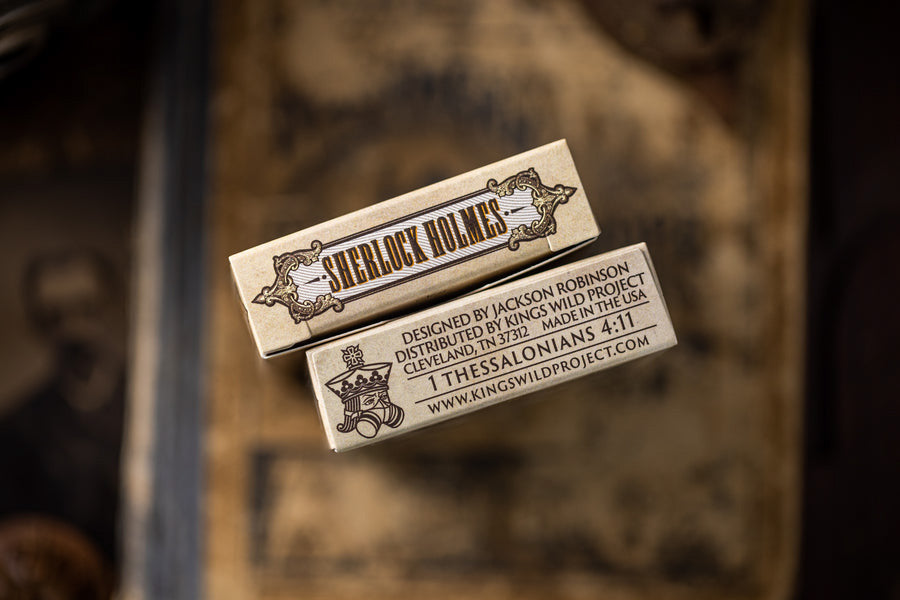 SHERLOCK HOLMES
DESIGNED BY JACKSON ROBINSON
DISTRIBUTED BY KINGS WILD PROJECT
CLEVELAND, TN 37312 MADE IN THE USA
1 THESSALONIANS 4:11
WWW.KINGSWILDPROJECT.COM